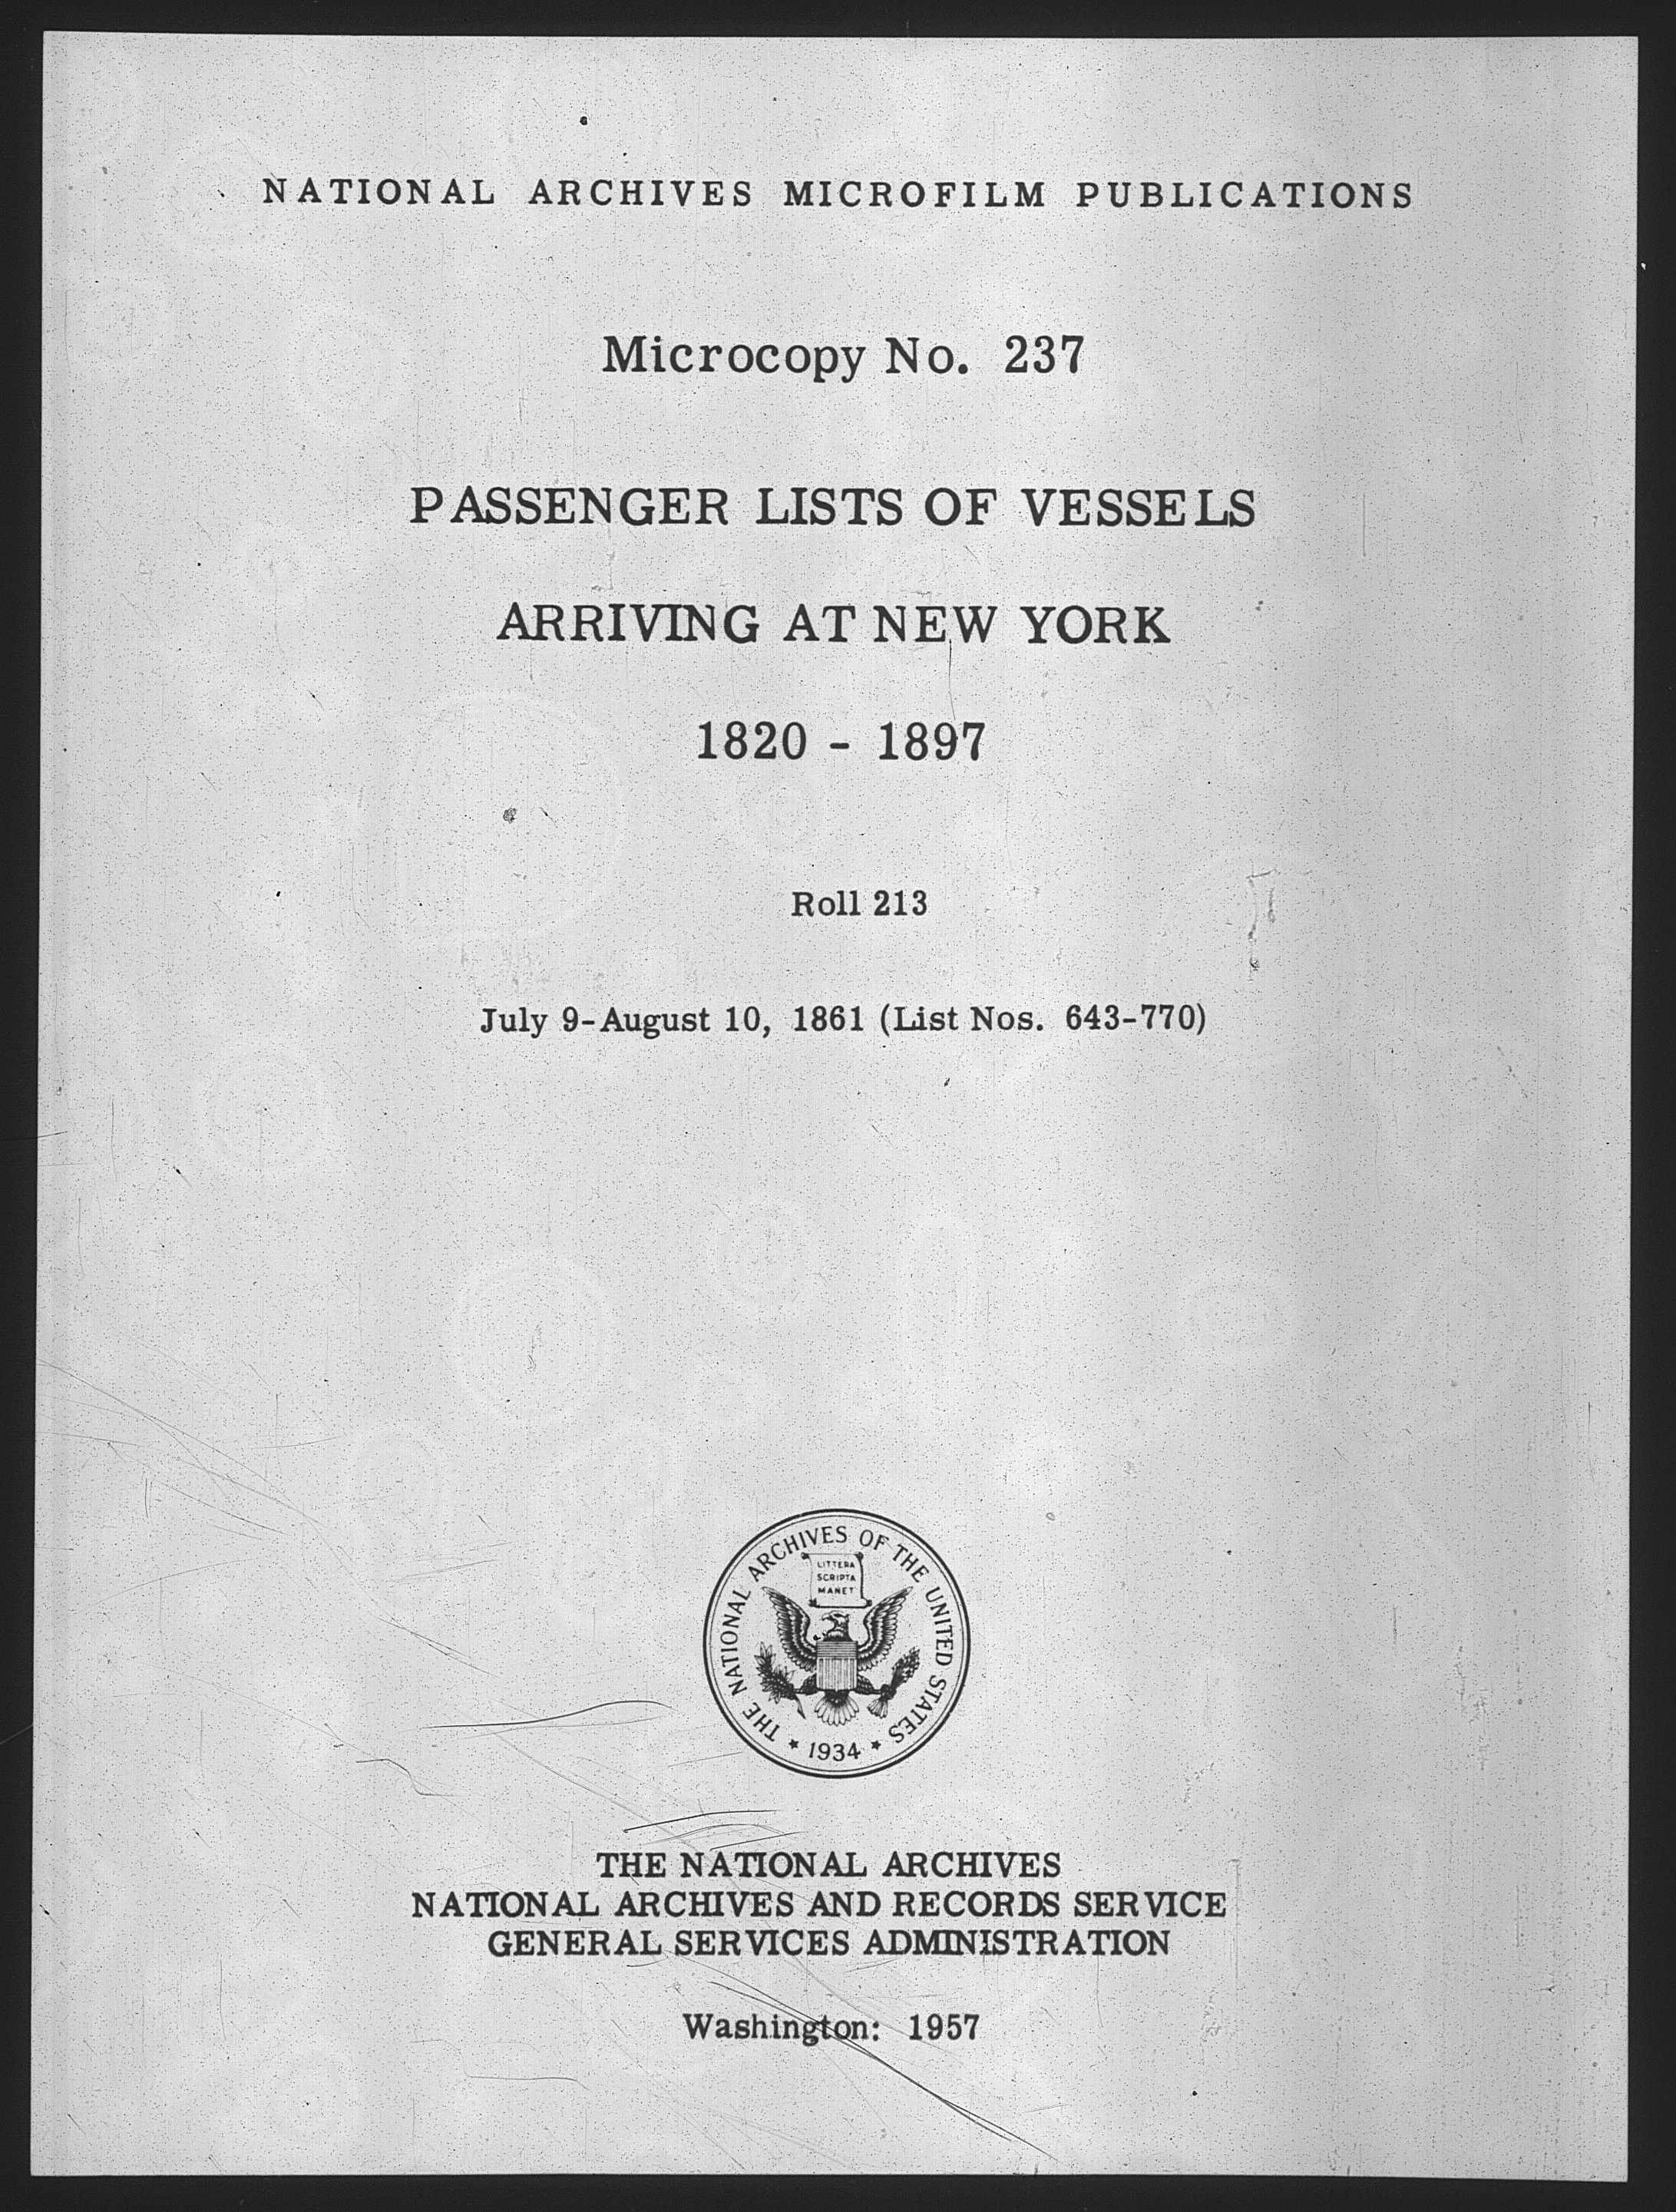 NATIONAL ARCHIVES MICROFILM PUBLICATIONS
Microcopy No. 237
PASSENGER LISTS OF VESSELS
ARRIVING AT NEW YORK
1820 - 1897
Roll 213
July 9-August 10, 1861 (List Nos. 643-770)
THE NATIONAL ARCHIVES OF THE UNITED STATES
LITTERA
SCRIPTA
MANET
★ 1934 ★
THE NATIONAL ARCHIVES
NATIONAL ARCHIVES AND RECORDS SERVICE
GENERAL SERVICES ADMINISTRATION
Washington: 1957